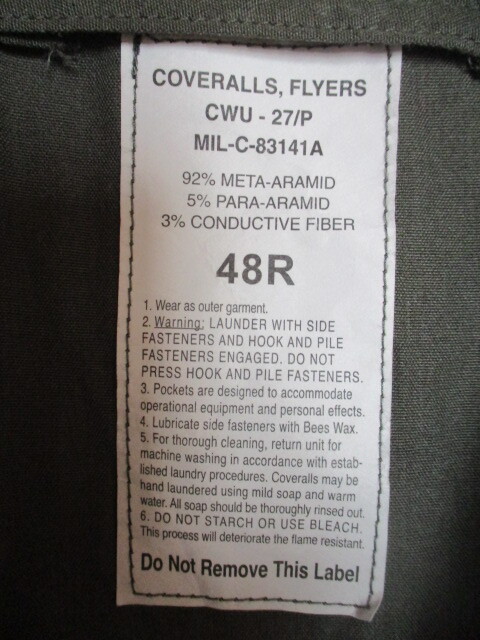 COVERALLS, FLYERS
CWU - 27/P
MIL-C-83141A
92% META-ARAMID
5% PARA-ARAMID
3% CONDUCTIVE FIBER
48R
1. Wear as outer garment.
2. Warning: LAUNDER WITH SIDE
FASTENERS AND HOOK AND PILE
FASTENERS ENGAGED. DO NOT
PRESS HOOK AND PILE FASTENERS.
3. Pockets are designed to accommodate
operational equipment and personal effects.
4. Lubricate side fasteners with Bees Wax.
5. For thorough cleaning, return unit for
machine washing in accordance with estab-
lished laundry procedures. Coveralls may be
hand laundered using mild soap and warm
water. All soap should be thoroughly rinsed out.
6. DO NOT STARCH OR USE BLEACH.
This process will deteriorate the flame resistant.
Do Not Remove This Label